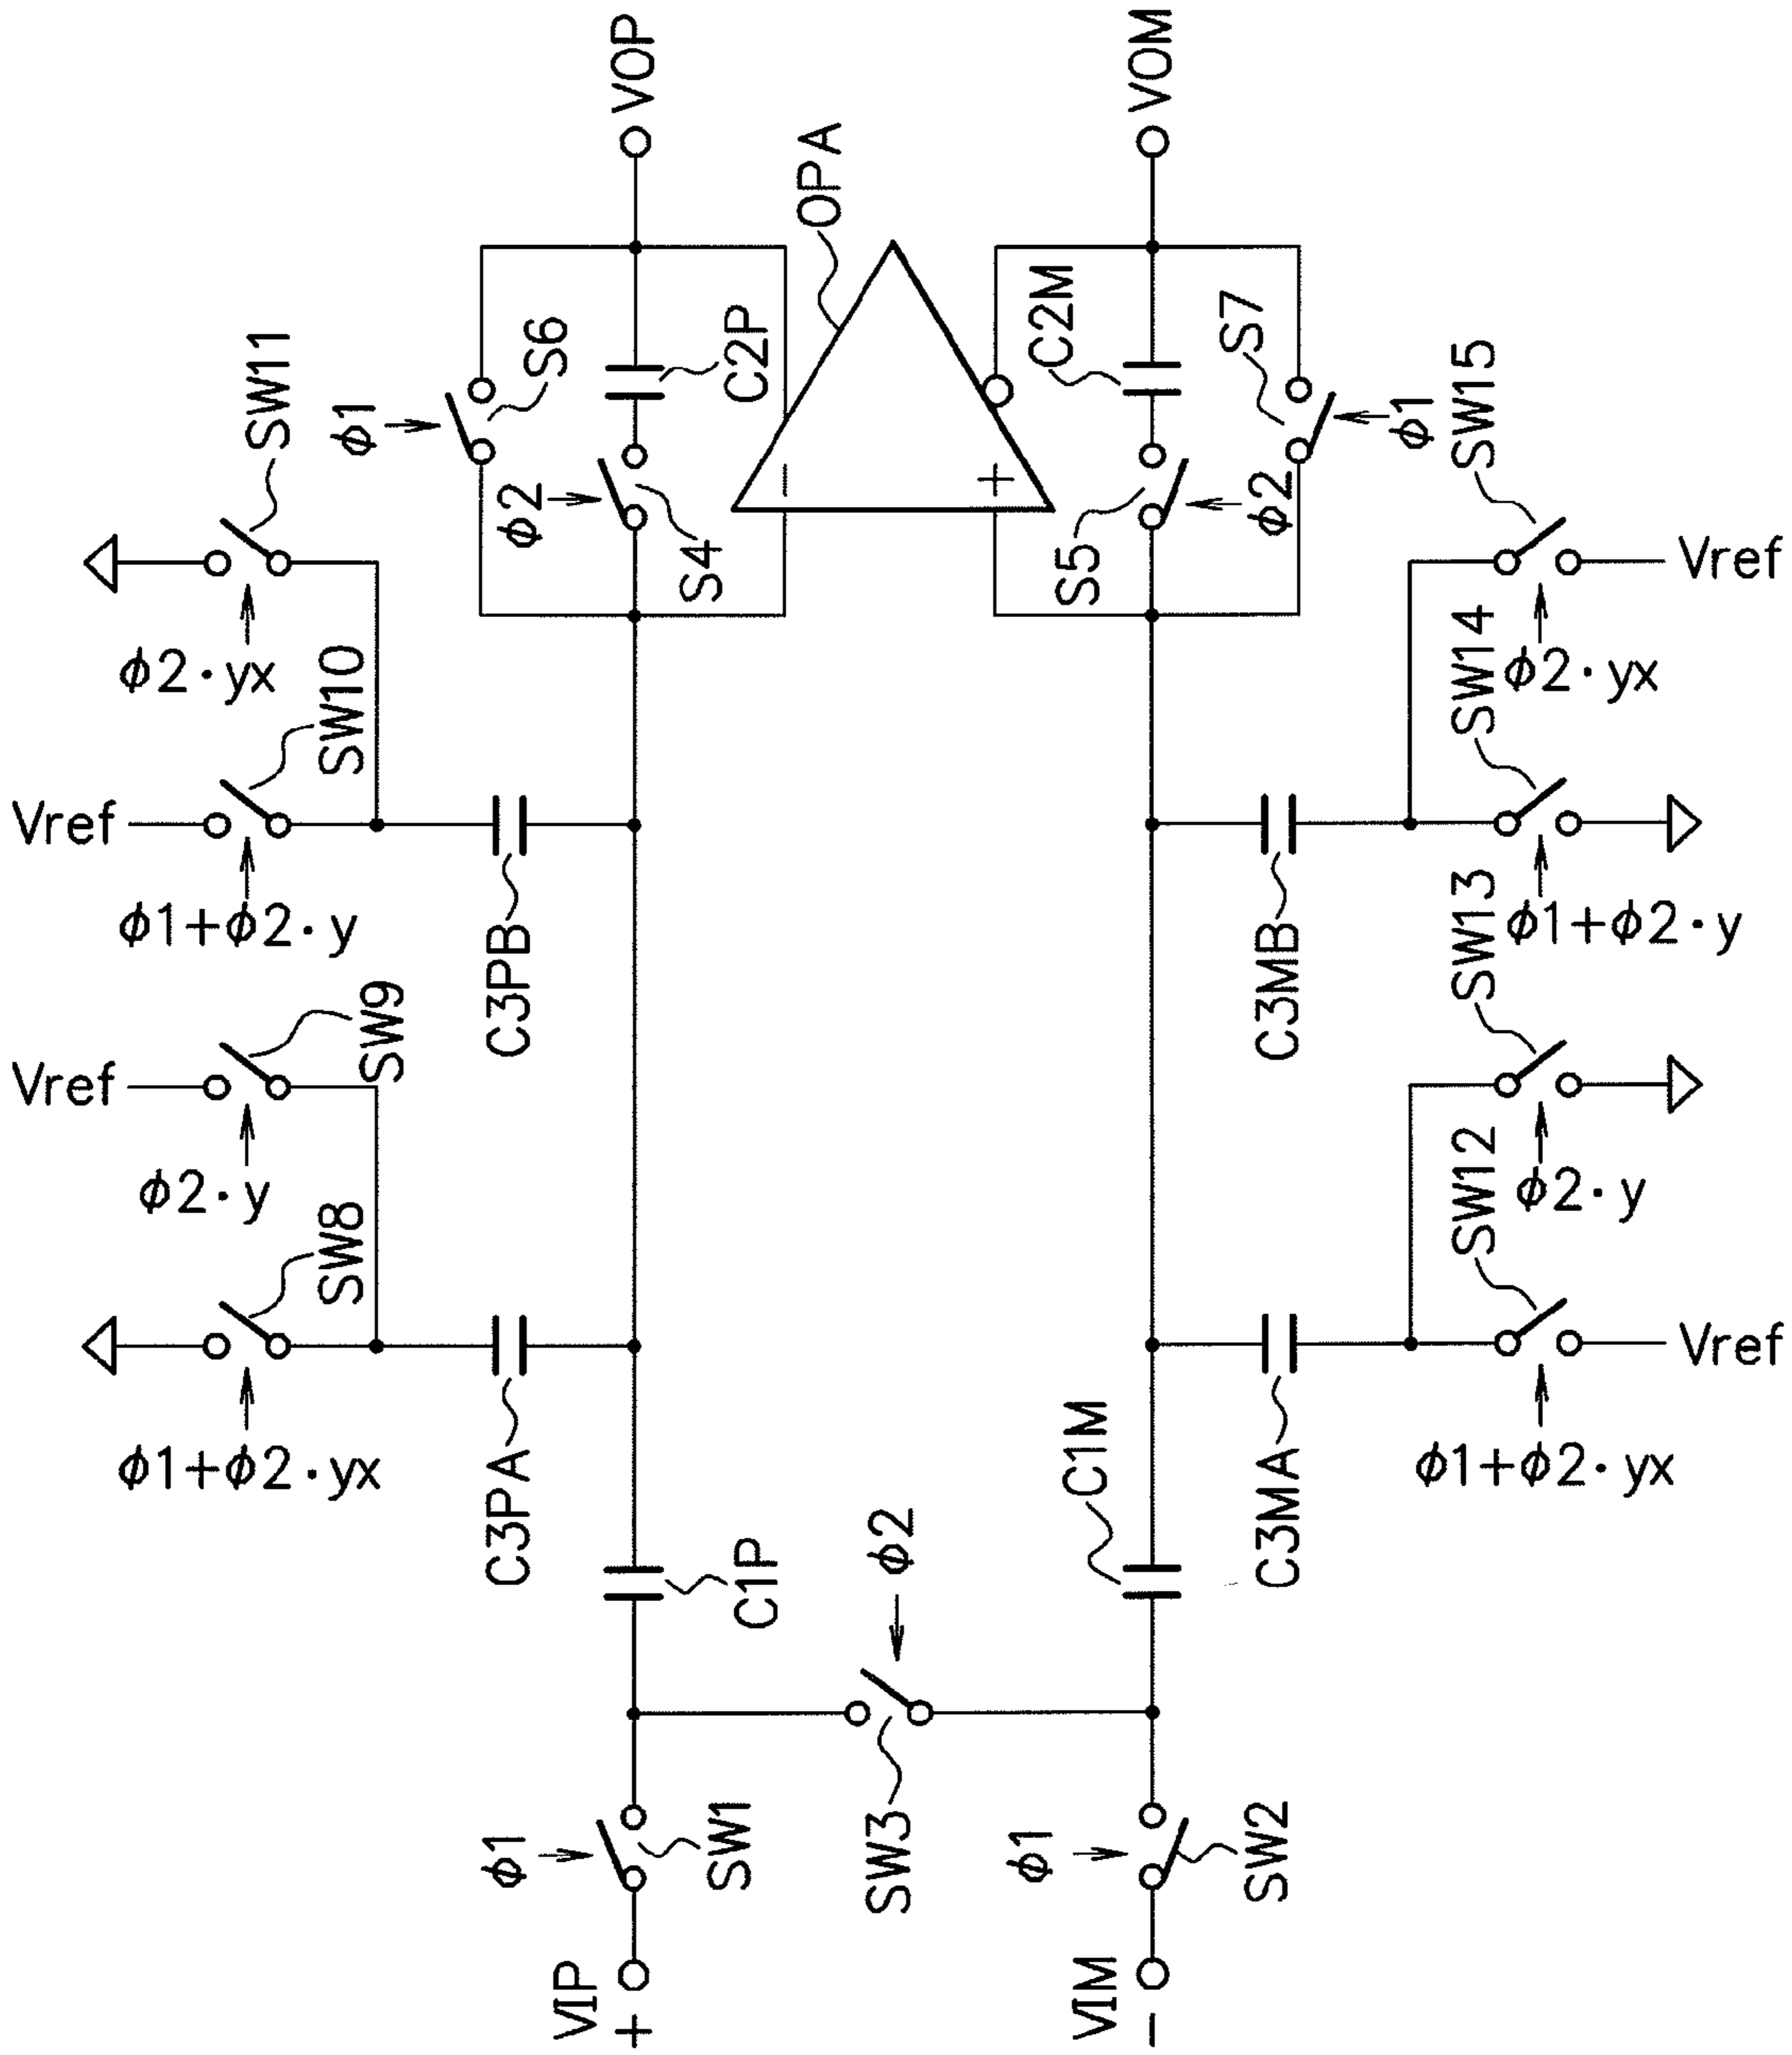 VOP
VOM
OPA
SW11
φ1
S6
C2P
C2M
S7
φ1
SW15
φ2
S4
S5
φ2
Vref
φ2·yx
SW10
SW14
φ2·yx
Vref
φ1+φ2·y
C3PB
C3MB
SW13
φ1+φ2·y
SW9
Vref
φ2·y
SW8
SW12
φ2·y
Vref
φ1+φ2·yx
C3PA
C1P
φ2
C1M
C3MA
φ1+φ2·yx
φ1
SW1
SW3
φ1
SW2
VIP
+
VIM
−
−
+